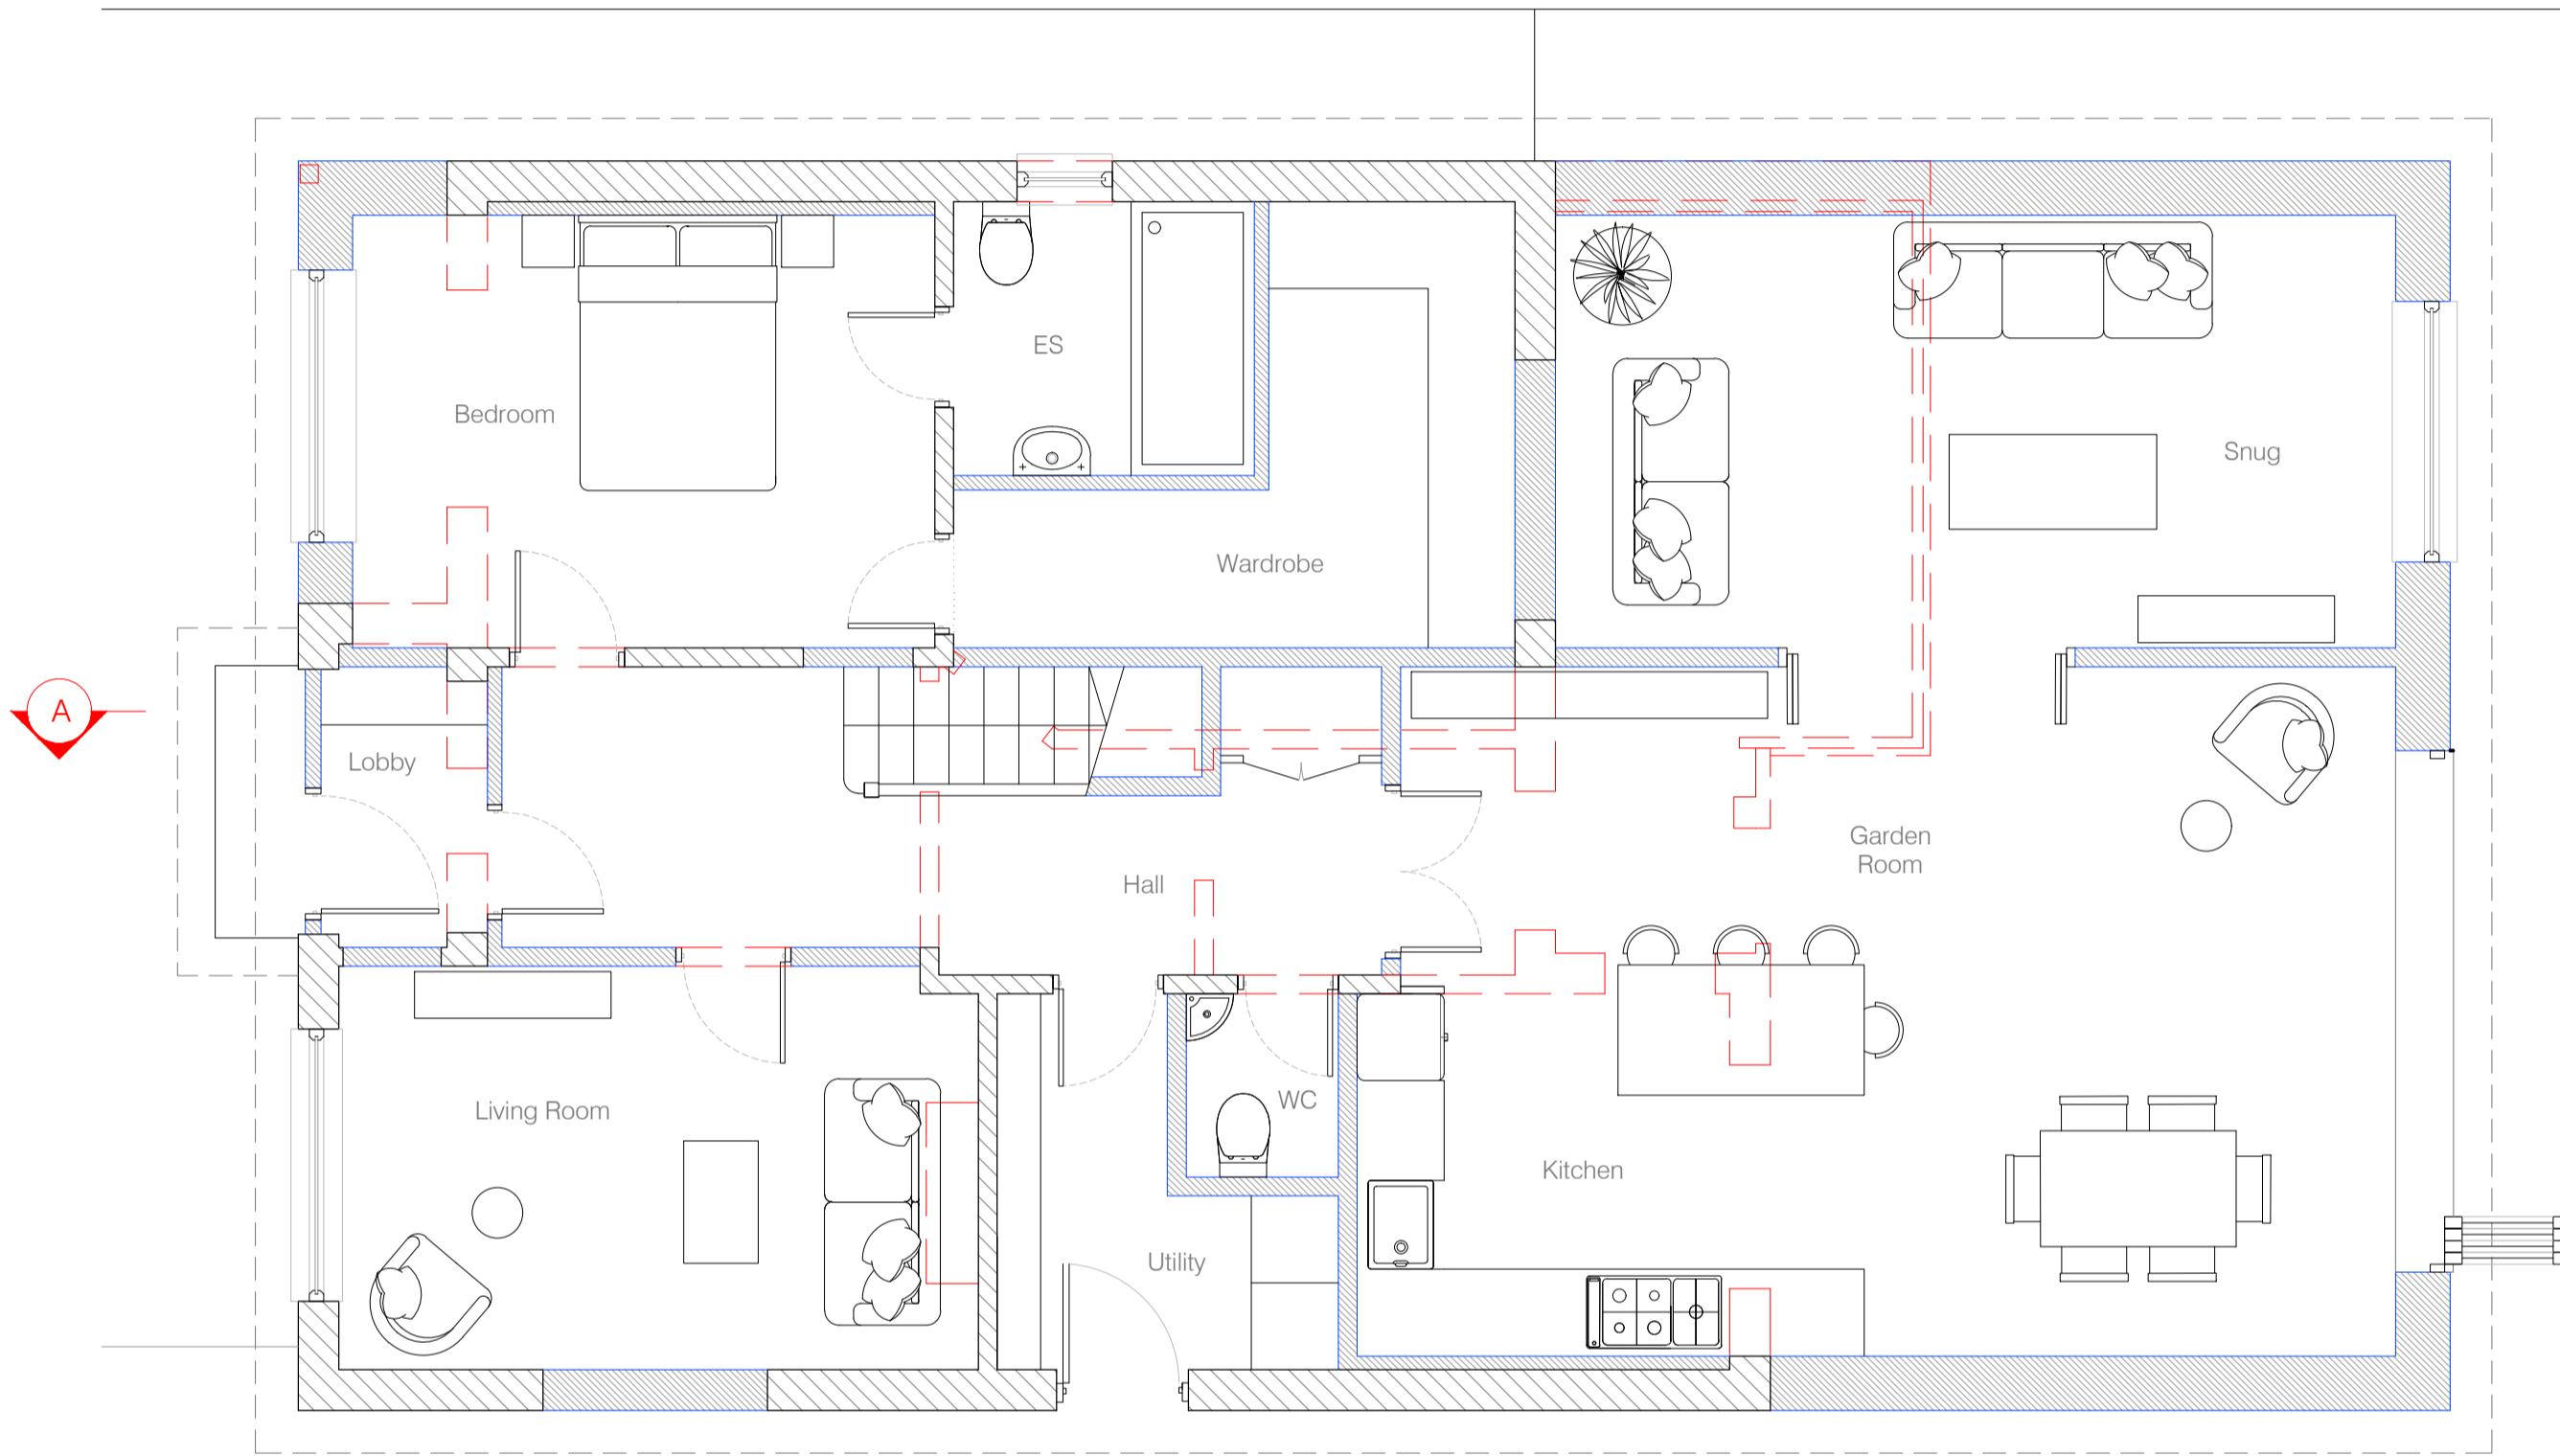 ES
Bedroom
Snug
Wardrobe
A
Lobby
Garden
Room
Hall
WC
Living Room
Kitchen
Utility